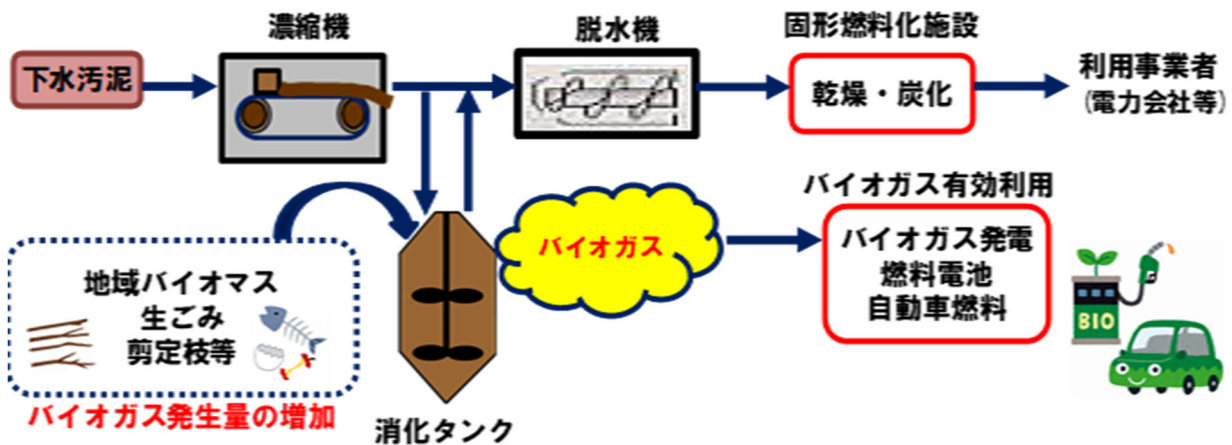 濃縮機
脱水機
固形燃料化施設
下水汚泥
乾燥・炭化
利用事業者
(電力会社等)
バイオガス有効利用
バイオガス
バイオガス発電
燃料電池
自動車燃料
BIO
地域バイオマス
生ごみ
剪定枝等
バイオガス発生量の増加
消化タンク